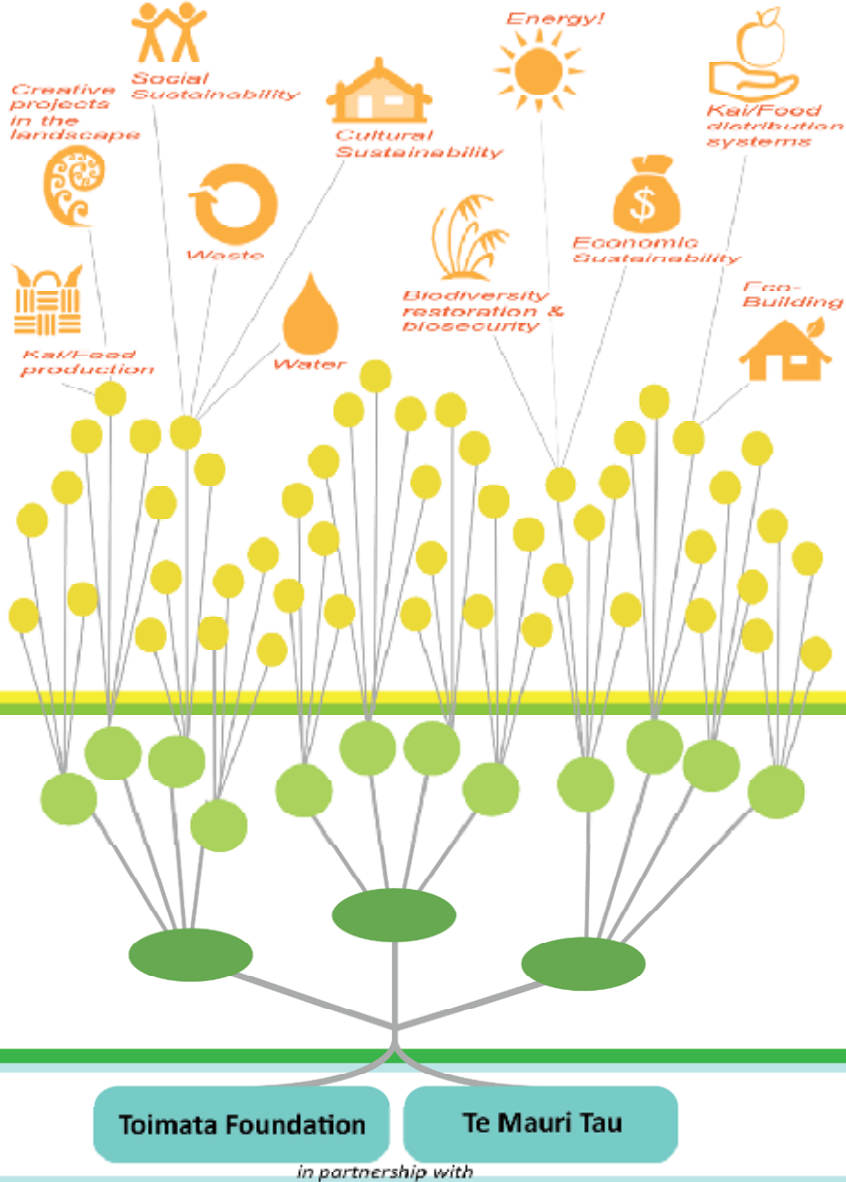 Energy!
Social
Sustainability
Creative
projects
in the
landscape
Kai/Food
distribution
systems
Cultural
Sustainability
Waste
$
Economic
Sustainability
Eco-
Building
Biodiversity
restoration &
biosecurity
Kai/Food
production
Water
Toimata Foundation
Te Mauri Tau
in partnership with